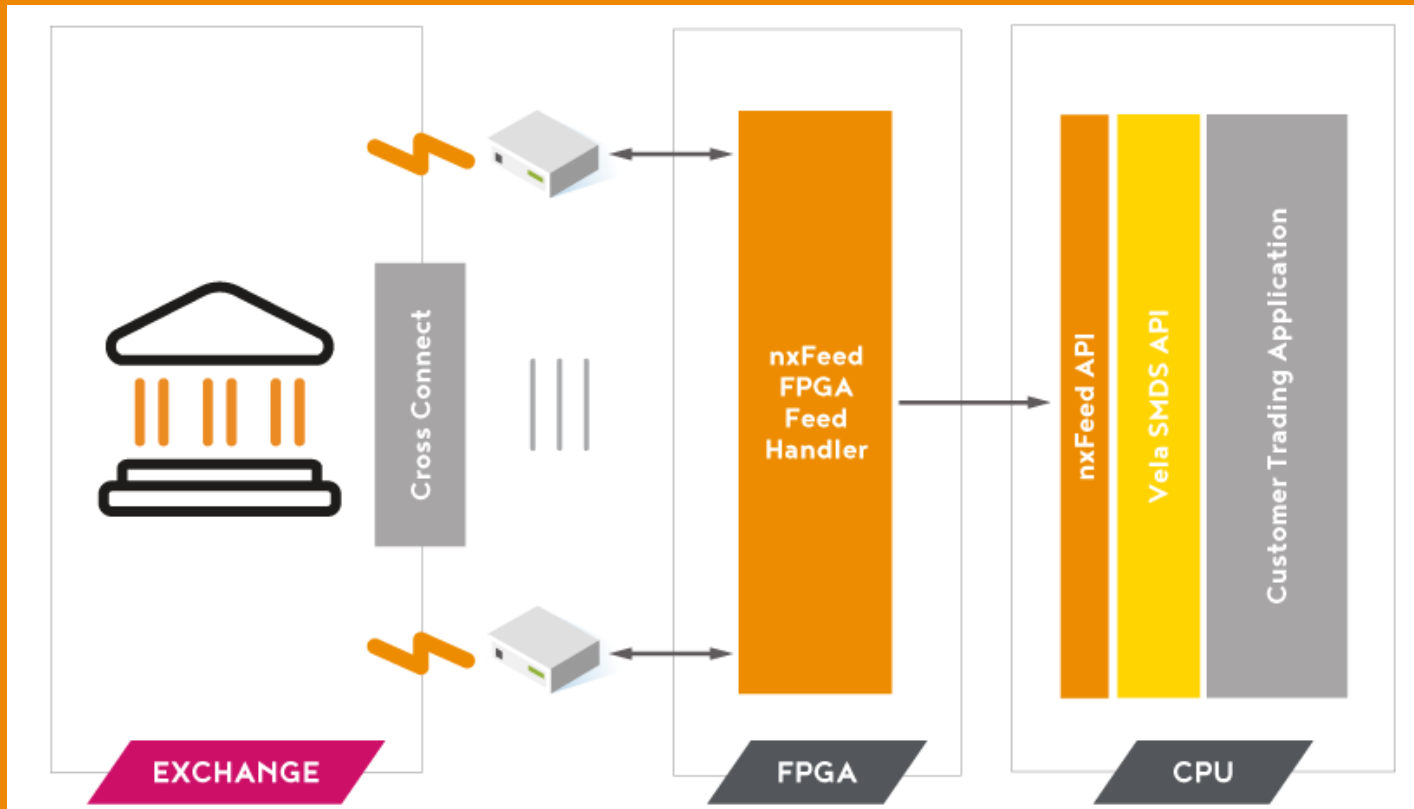 Cross Connect
nxFeed
FPGA
Feed
Handler
nxFeed API
Vela SMDS API
Customer Trading Application
EXCHANGE
FPGA
CPU